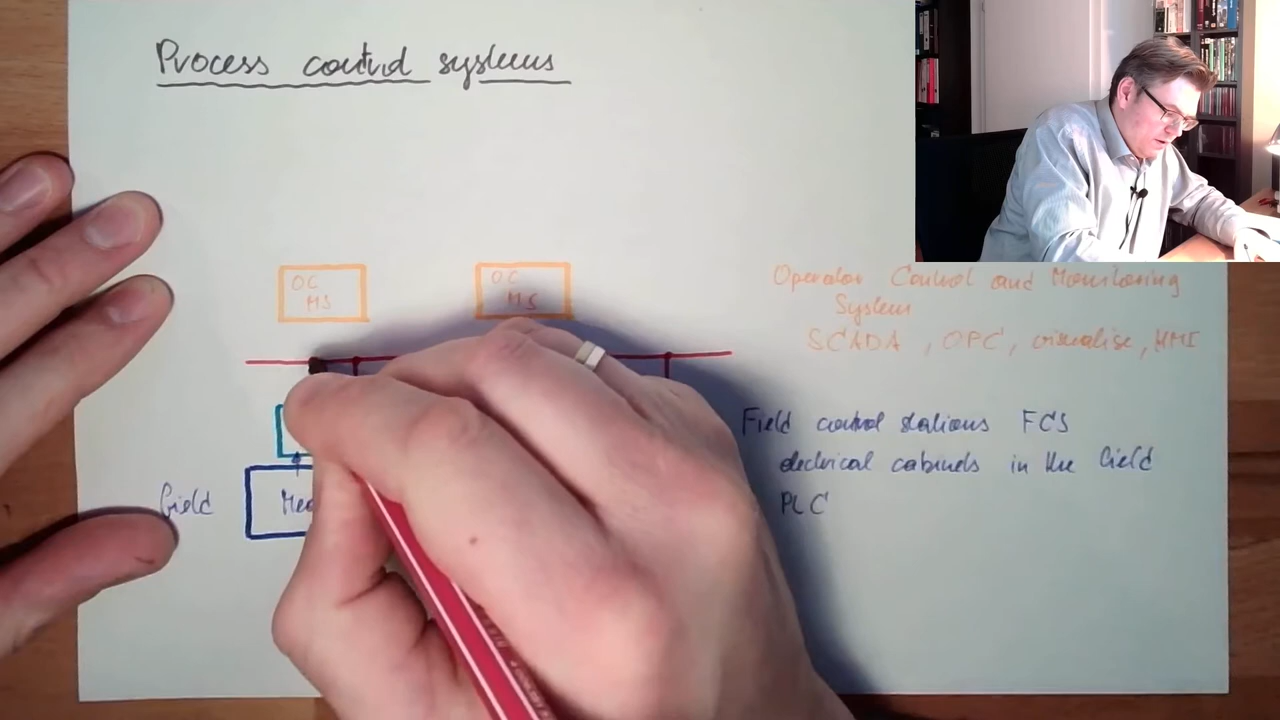 Process control systems
OC
MS
OC
MS
Operator Control and Monitoring
System
SCADA, OPC, visualise, HMI
Field control stations FCS
electrical cabinets in the field
PLC
field